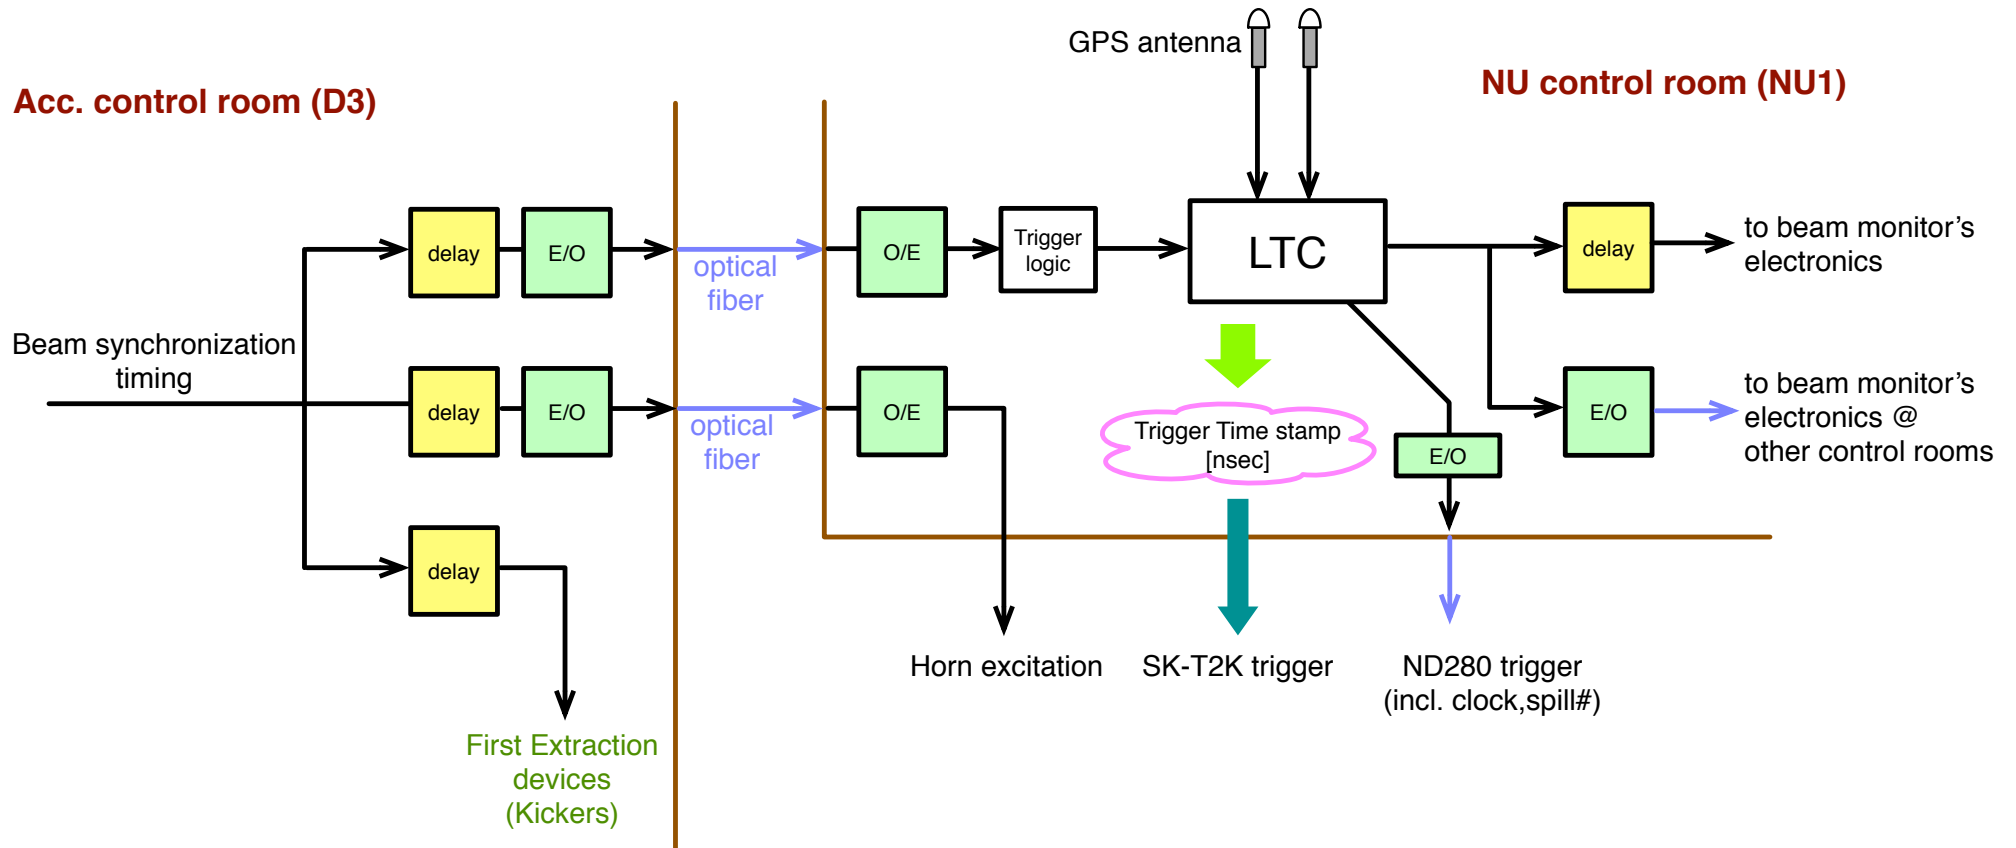 GPS antenna
Acc. control room (D3)
NU control room (NU1)
delay
E/O
optical
fiber
O/E
Trigger
logic
LTC
delay
to beam monitor's
electronics
Beam synchronization
timing
delay
E/O
optical
fiber
O/E
Trigger Time stamp
[nsec]
E/O
E/O
to beam monitor's
electronics @
other control rooms
delay
First Extraction
devices
(Kickers)
Horn excitation
SK-T2K trigger
ND280 trigger
(incl. clock,spill#)